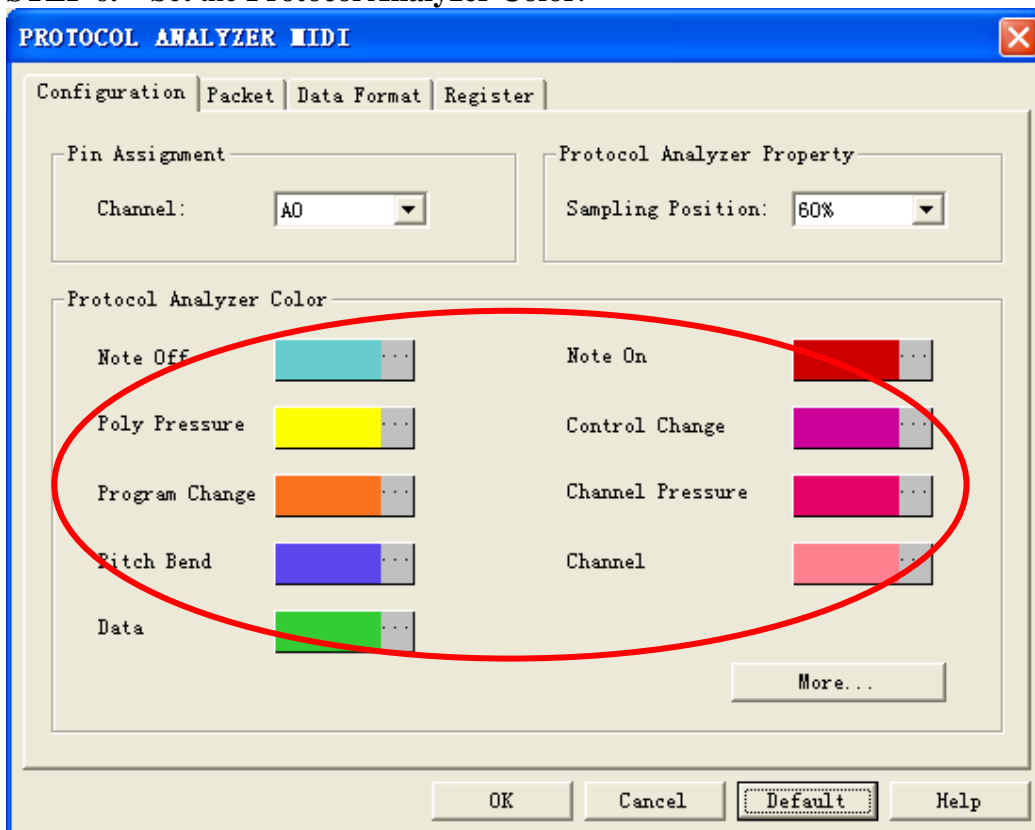 PROTOCOL ANALYZER MIDI
Configuration Packet Data Format Register
Pin Assignment
Channel: A0
Protocol Analyzer Property
Sampling Position: 60%
Protocol Analyzer Color
Note Off ... Note On ...
Poly Pressure ... Control Change ...
Program Change ... Channel Pressure ...
Pitch Bend ... Channel ...
Data ...
More...
OK Cancel Default Help